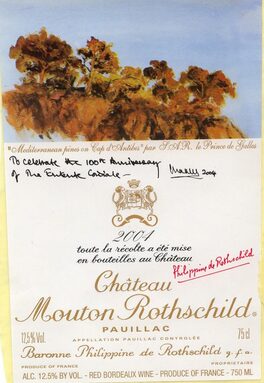 "Mediterranean pines on Cap d'Antibes" par S.A.R. le Prince de Galles
To celebrate the 100th Anniversary
of the Entente Cordiale —
2004
2004
toute la récolte a été mise
en bouteilles au Château
Philippine de Rothschild
Château
Mouton Rothschild®
PAUILLAC
APPELLATION PAUILLAC CONTRÔLÉE
12,5% Vol.
75 cl
Baronne Philippine de Rothschild g.f.a.
PRODUCE OF FRANCE
PROPRIÉTAIRE
ALC. 12.5% BY VOL. - RED BORDEAUX WINE - PRODUCE OF FRANCE - 750 ML